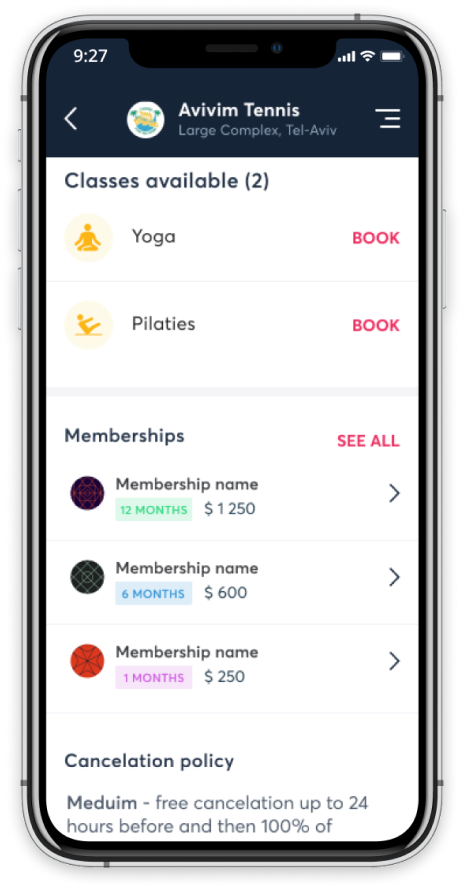 9:27
Avivim Tennis
Large Complex, Tel-Aviv
Classes available (2)
Yoga
BOOK
Pilaties
BOOK
Memberships
SEE ALL
Membership name
12 MONTHS $ 1 250
Membership name
6 MONTHS $ 600
Membership name
1 MONTHS $ 250
Cancelation policy
Meduim - free cancelation up to 24
hours before and then 100% of